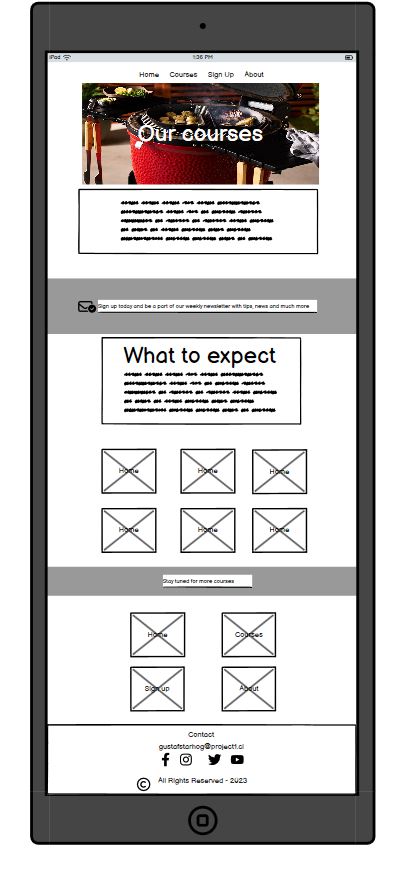 iPod 1:36 PM
Home Courses Sign Up About
Our courses
Sign up today and be a part of our weekly newsletter with tips, news and much more
What to expect
Home Home Home
Home Home Home
Stay tuned for more courses
Home Courses
Sign up About
Contact
gustafstarhog@project1.ci
All Rights Reserved - 2023